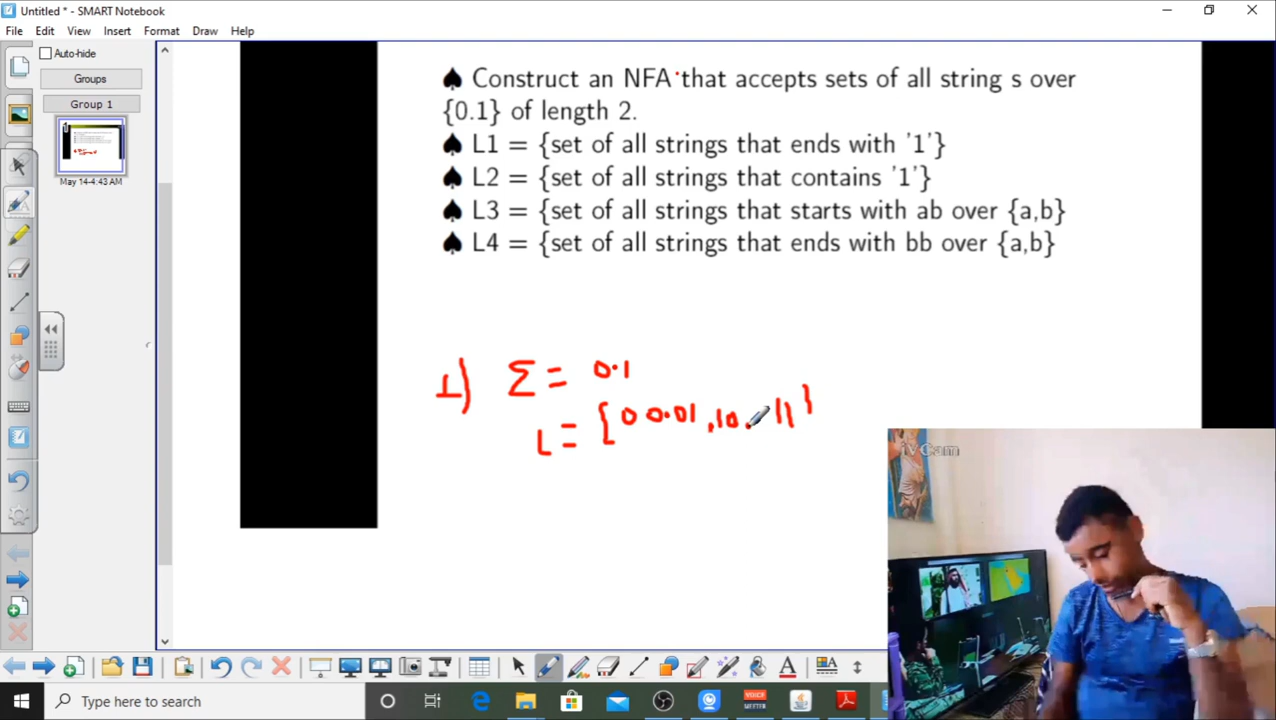 Untitled * - SMART Notebook
File Edit View Insert Format Draw Help
Auto-hide
Groups
Group 1
May 14-4:43 AM
♠ Construct an NFA that accepts sets of all string s over
{0.1} of length 2.
♠ L1 = {set of all strings that ends with '1'}
♠ L2 = {set of all strings that contains '1'}
♠ L3 = {set of all strings that starts with ab over {a,b}
♠ L4 = {set of all strings that ends with bb over {a,b}
1) Σ = 0.1
L = {00.01,10. 11}
iVCam
Type here to search
VOICE